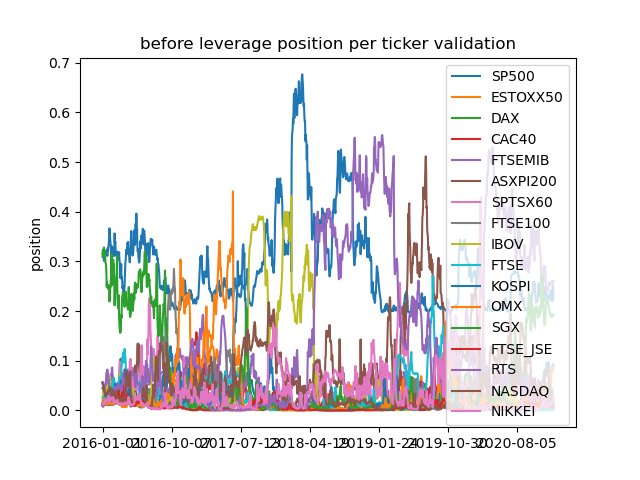 before leverage position per ticker validation
0.7
0.6
0.5
0.4
0.3
0.2
0.1
0.0
position
SP500
ESTOXX50
DAX
CAC40
FTSEMIB
ASXPI200
SPTSX60
FTSE100
IBOV
FTSE
KOSPI
OMX
SGX
FTSE_JSE
RTS
NASDAQ
NIKKEI
2016-01-01 2016-10-07 2017-07-13 2018-04-19 2019-01-24 2019-10-30 2020-08-05